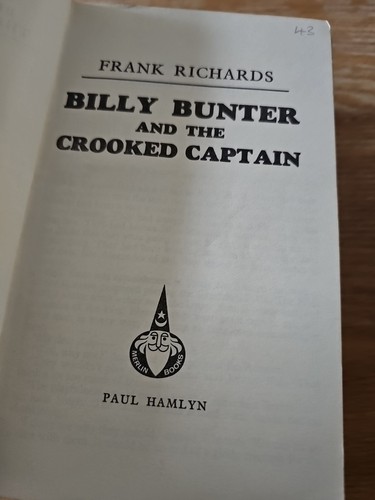 43
FRANK RICHARDS
BILLY BUNTER
AND THE
CROOKED CAPTAIN
MERLIN BOOKS
PAUL HAMLYN